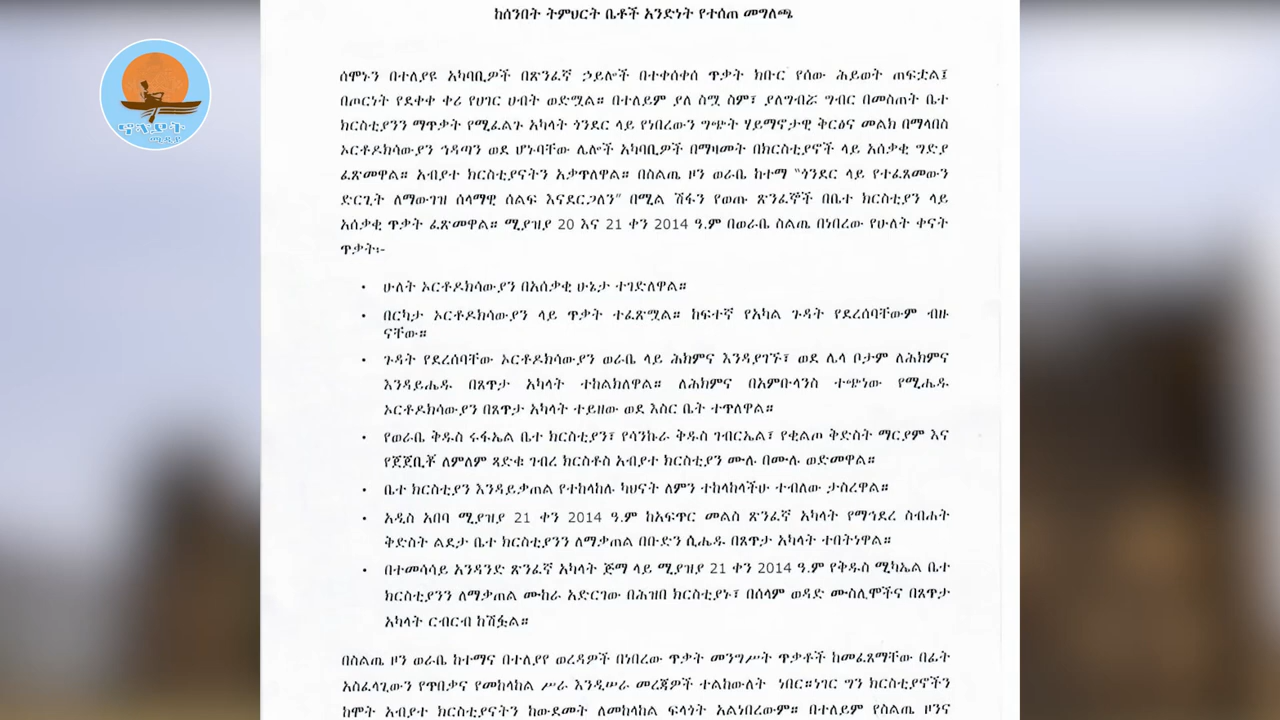 ከሰንበት ትምህርት ቤቶች አንድነት የተሰጠ መግለጫ
ሰሞኑን በተለያዩ አካባቢዎች በጽንፈኛ ኃይሎች በተቀሰቀሰ ጥቃት ክቡር የሰው ሕይወት ጠፍቷል፤
በጦርነት የደቀቀ ቀሪ የሀገር ሀብት ወድሟል። በተለይም ያለ ስሟ ስም፣ ያለግብሯ ግብር በመስጠት ቤተ
ክርስቲያንን ማጥቃት የሚፈልጉ አካላት ጎንደር ላይ የነበረውን ግጭት ሃይማኖታዊ ቅርፅና መልክ በማላበስ
ኦርቶዶክሳውያን ኅዳጣን ወደ ሆኑባቸው ሌሎች አካባቢዎች በማዛመት በክርስቲያኖች ላይ አሰቃቂ ግድያ
ፈጽመዋል። አብያተ ክርስቲያናትን አቃጥለዋል። በስልጤ ዞን ወራቤ ከተማ “ጎንደር ላይ የተፈጸመውን
ድርጊት ለማውገዝ ሰላማዊ ሰልፍ እናደርጋለን” በሚል ሽፋን የወጡ ጽንፈኞች በቤተ ክርስቲያን ላይ
አሰቃቂ ጥቃት ፈጽመዋል። ሚያዝያ 20 እና 21 ቀን 2014 ዓ.ም በወራቤ ስልጤ በነበረው የሁለት ቀናት
ጥቃት፦
• ሁለት ኦርቶዶክሳውያን በአሰቃቂ ሁኔታ ተገድለዋል።
• በርካታ ኦርቶዶክሳውያን ላይ ጥቃት ተፈጽሟል። ከፍተኛ የአካል ጉዳት የደረሰባቸውም ብዙ
ናቸው።
• ጉዳት የደረሰባቸው ኦርቶዶክሳውያን ወራቤ ላይ ሕክምና እንዳያገኙ፣ ወደ ሌላ ቦታም ለሕክምና
እንዳይሔዱ በጸጥታ አካላት ተከልክለዋል። ለሕክምና በአምቡላንስ ተጭነው የሚሔዱ
ኦርቶዶክሳውያን በጸጥታ አካላት ተይዘው ወደ እስር ቤት ተጥለዋል።
• የወራቤ ቅዱስ ሩፋኤል ቤተ ክርስቲያን፣ የሳንኩራ ቅዱስ ገብርኤል፣ የቂልጦ ቅድስት ማርያም እና
የጀጀቢቾ ለምለም ጻድቁ ገብረ ክርስቶስ አብያተ ክርስቲያን ሙሉ በሙሉ ወድመዋል።
• ቤተ ክርስቲያን እንዳይቃጠል የተከላከሉ ካህናት ለምን ተከላከላችሁ ተብለው ታስረዋል።
• አዲስ አበባ ሚያዝያ 21 ቀን 2014 ዓ.ም ከአፍጥር መልስ ጽንፈኛ አካላት የማኅደረ ስብሐት
ቅድስት ልደታ ቤተ ክርስቲያንን ለማቃጠል በቡድን ሲሔዱ በጸጥታ አካላት ተበትነዋል።
• በተመሳሳይ አንዳንድ ጽንፈኛ አካላት ጅማ ላይ ሚያዝያ 21 ቀን 2014 ዓ.ም የቅዱስ ሚካኤል ቤተ
ክርስቲያንን ለማቃጠል ሙከራ አድርገው በሕዝበ ክርስቲያኑ፣ በሰላም ወዳድ ሙስሊሞችና በጸጥታ
አካላት ርብርብ ከሽፏል።
በስልጤ ዞን ወራቤ ከተማና በተለያየ ወረዳዎች በነበረው ጥቃት መንግሥት ጥቃቶች ከመፈጸማቸው በፊት
አስፈላጊውን የጥበቃና የመከላከል ሥራ እንዲሠራ መረጃዎች ተልከውለት ነበር።ነገር ግን ክርስቲያኖችን
ከሞት አብያተ ክርስቲያናትን ከውደመት ለመከላከል ፍላጎት አልነበረውም። በተለይም የስልጤ ዞንና